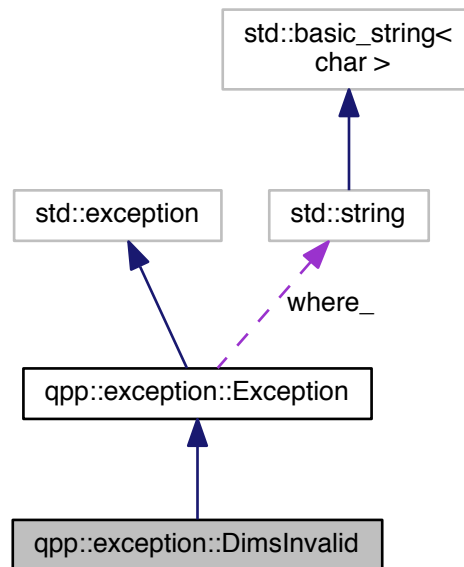 std::basic_string<
char >
std::exception
std::string
where_
qpp::exception::Exception
qpp::exception::DimsInvalid